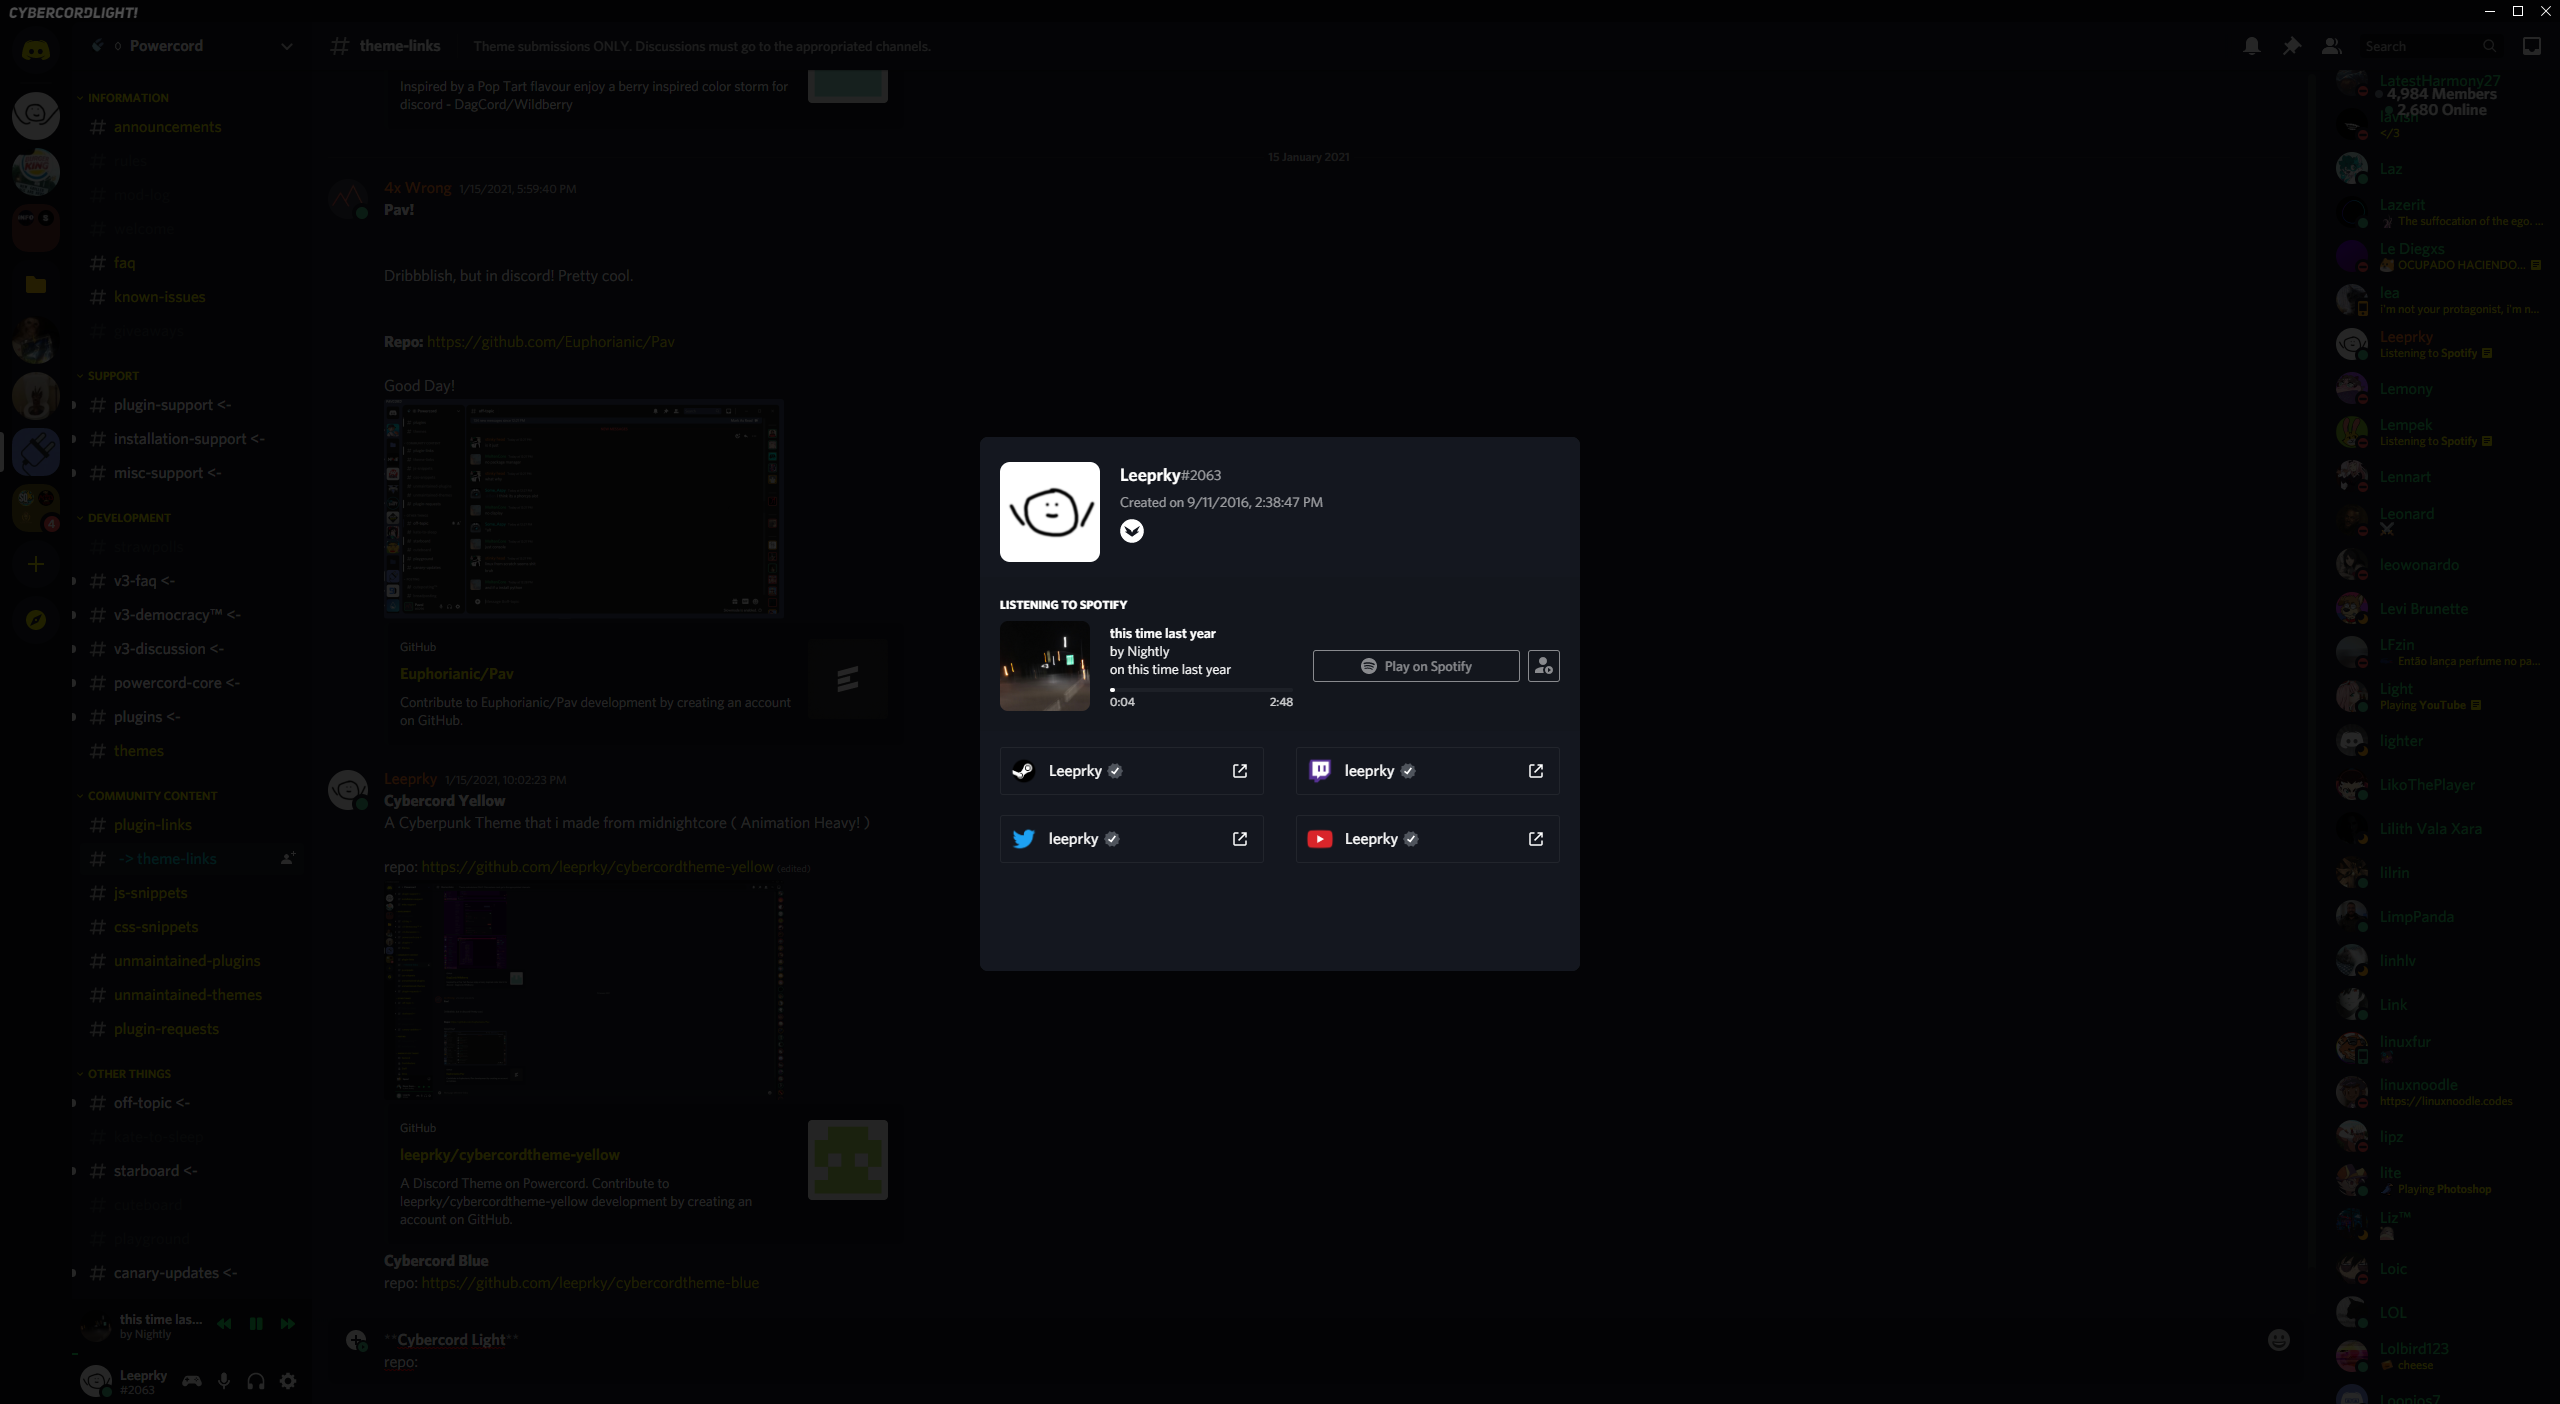 CYBERCORDLIGHT!
Powercord
INFORMATION
announcements
rules
mod-log
welcome
faq
known-issues
giveaways
SUPPORT
plugin-support <-
installation-support <-
misc-support <-
DEVELOPMENT
v3-faq <-
v3-democracy™ <-
v3-discussion <-
powercord-core <-
plugins <-
themes
COMMUNITY CONTENT
plugin-links
-> theme-links
js-snippets
css-snippets
unmaintained-plugins
unmaintained-themes
plugin-requests
OTHER THINGS
off-topic <-
starboard <-
canary-updates <-
this time las...
by Nightly
Leeprky
#2063
4
theme-links
Theme submissions ONLY. Discussions must go to the appropriated channels.
Search
Inspired by a Pop Tart flavour enjoy a berry inspired color storm for
discord - DagCord/Wildberry
15 January 2021
4x Wrong 1/15/2021, 5:59:40 PM
Pav!
Dribbblish, but in discord! Pretty cool.
Repo: https://github.com/Euphorianic/Pav
Good Day!
GitHub
Euphorianic/Pav
Contribute to Euphorianic/Pav development by creating an account
on GitHub.
Leeprky 1/15/2021, 10:02:23 PM
Cybercord Yellow
A Cyberpunk Theme that i made from midnightcore ( Animation Heavy! )
repo: https://github.com/leeprky/cybercordtheme-yellow (edited)
GitHub
leeprky/cybercordtheme-yellow
A Discord Theme on Powercord. Contribute to
leeprky/cybercordtheme-yellow development by creating an
account on GitHub.
Cybercord Blue
repo: https://github.com/leeprky/cybercordtheme-blue
**Cybercord Light**
repo:
Leeprky#2063
Created on 9/11/2016, 2:38:47 PM
LISTENING TO SPOTIFY
this time last year
by Nightly
on this time last year
0:04
2:48
Play on Spotify
Leeprky
leeprky
leeprky
Leeprky
LatestHarmony27
4,984 Members
2,680 Online
lavish
</3
Laz
Lazerit
The suffocation of the ego. ...
Le Diegxs
OCUPADO HACIENDO...
lea
i'm not your protagonist, i'm n...
Leeprky
Listening to Spotify
Lemony
Lempek
Listening to Spotify
Lennart
Leonard
leowonardo
Levi Brunette
LFzin
Então lança perfume no pa...
Light
Playing YouTube
lighter
LikoThePlayer
Lilith Vala Xara
lilrin
LimpPanda
linhlv
Link
linuxfur
linuxnoodle
https://linuxnoodle.codes
lipz
lite
Playing Photoshop
Liz™
Loic
LOL
Lolbird123
cheese